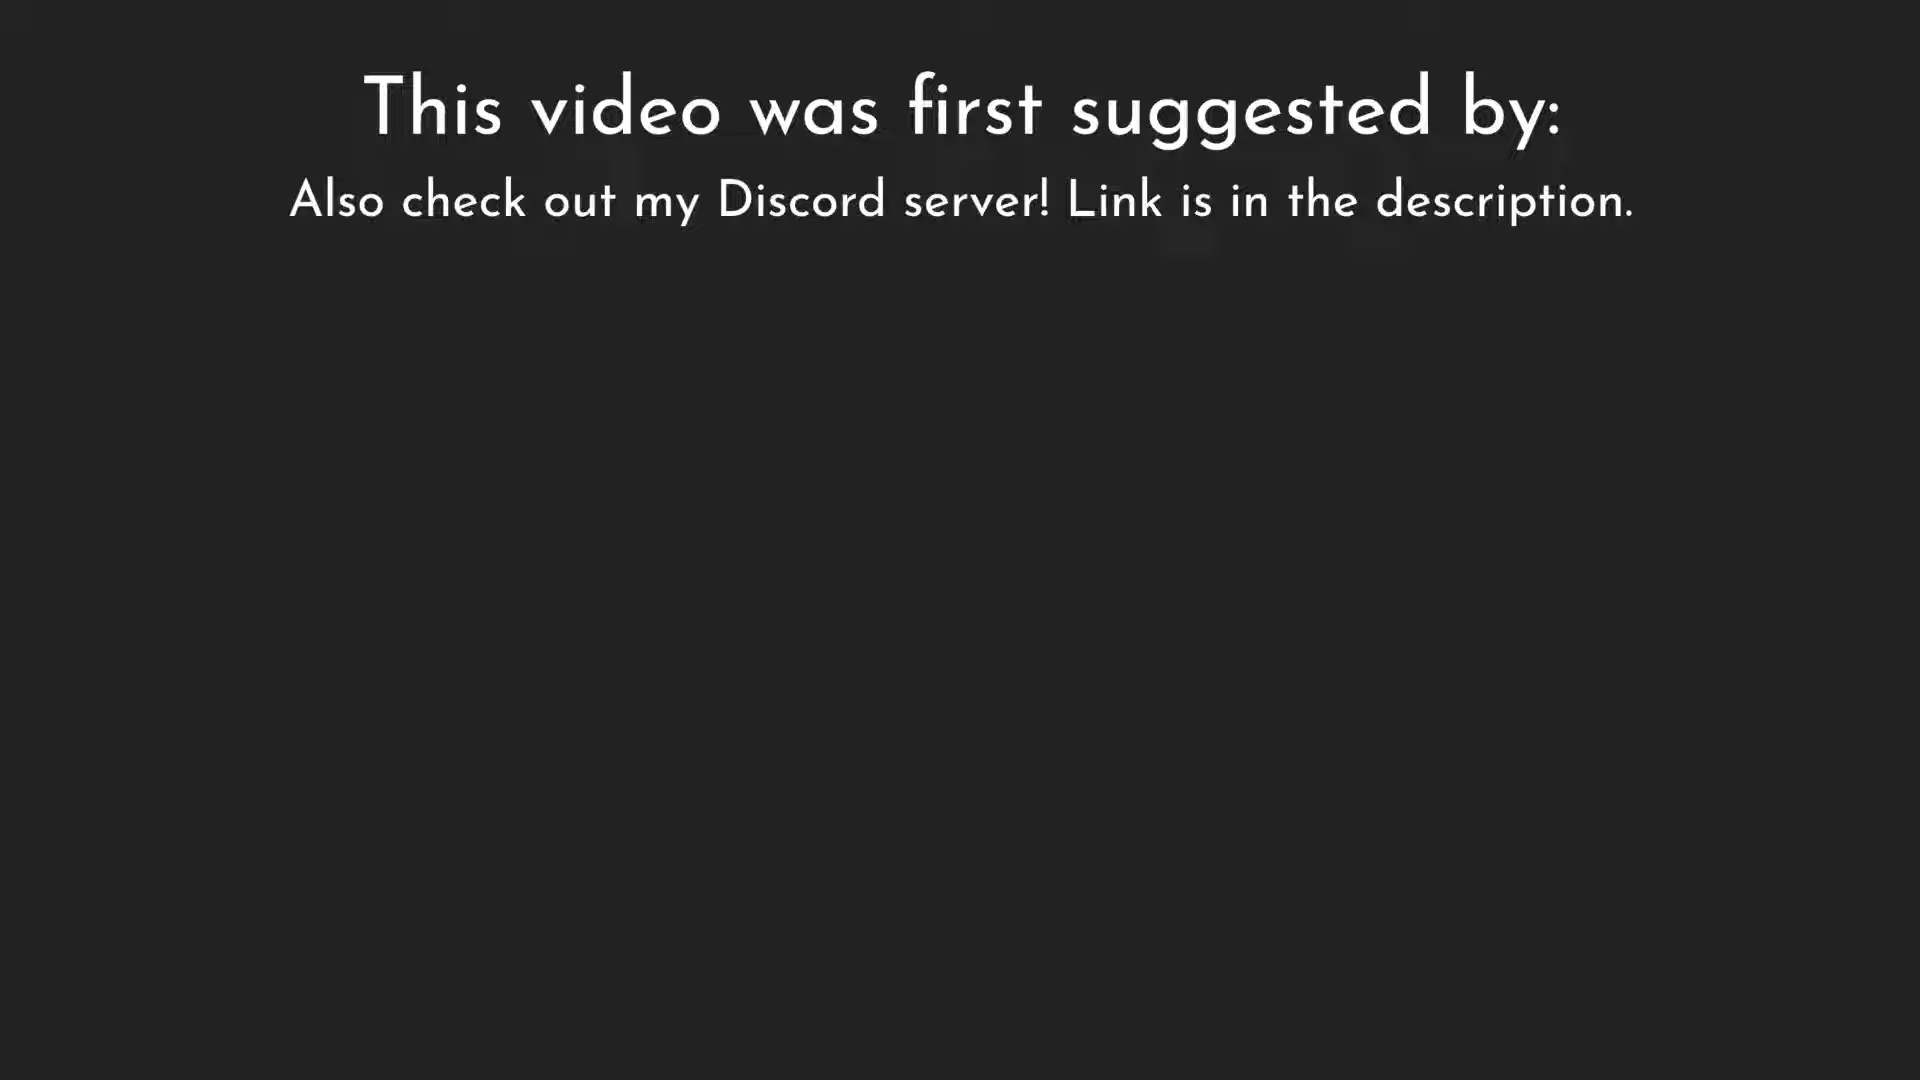 This video was first suggested by:
Also check out my Discord server! Link is in the description.